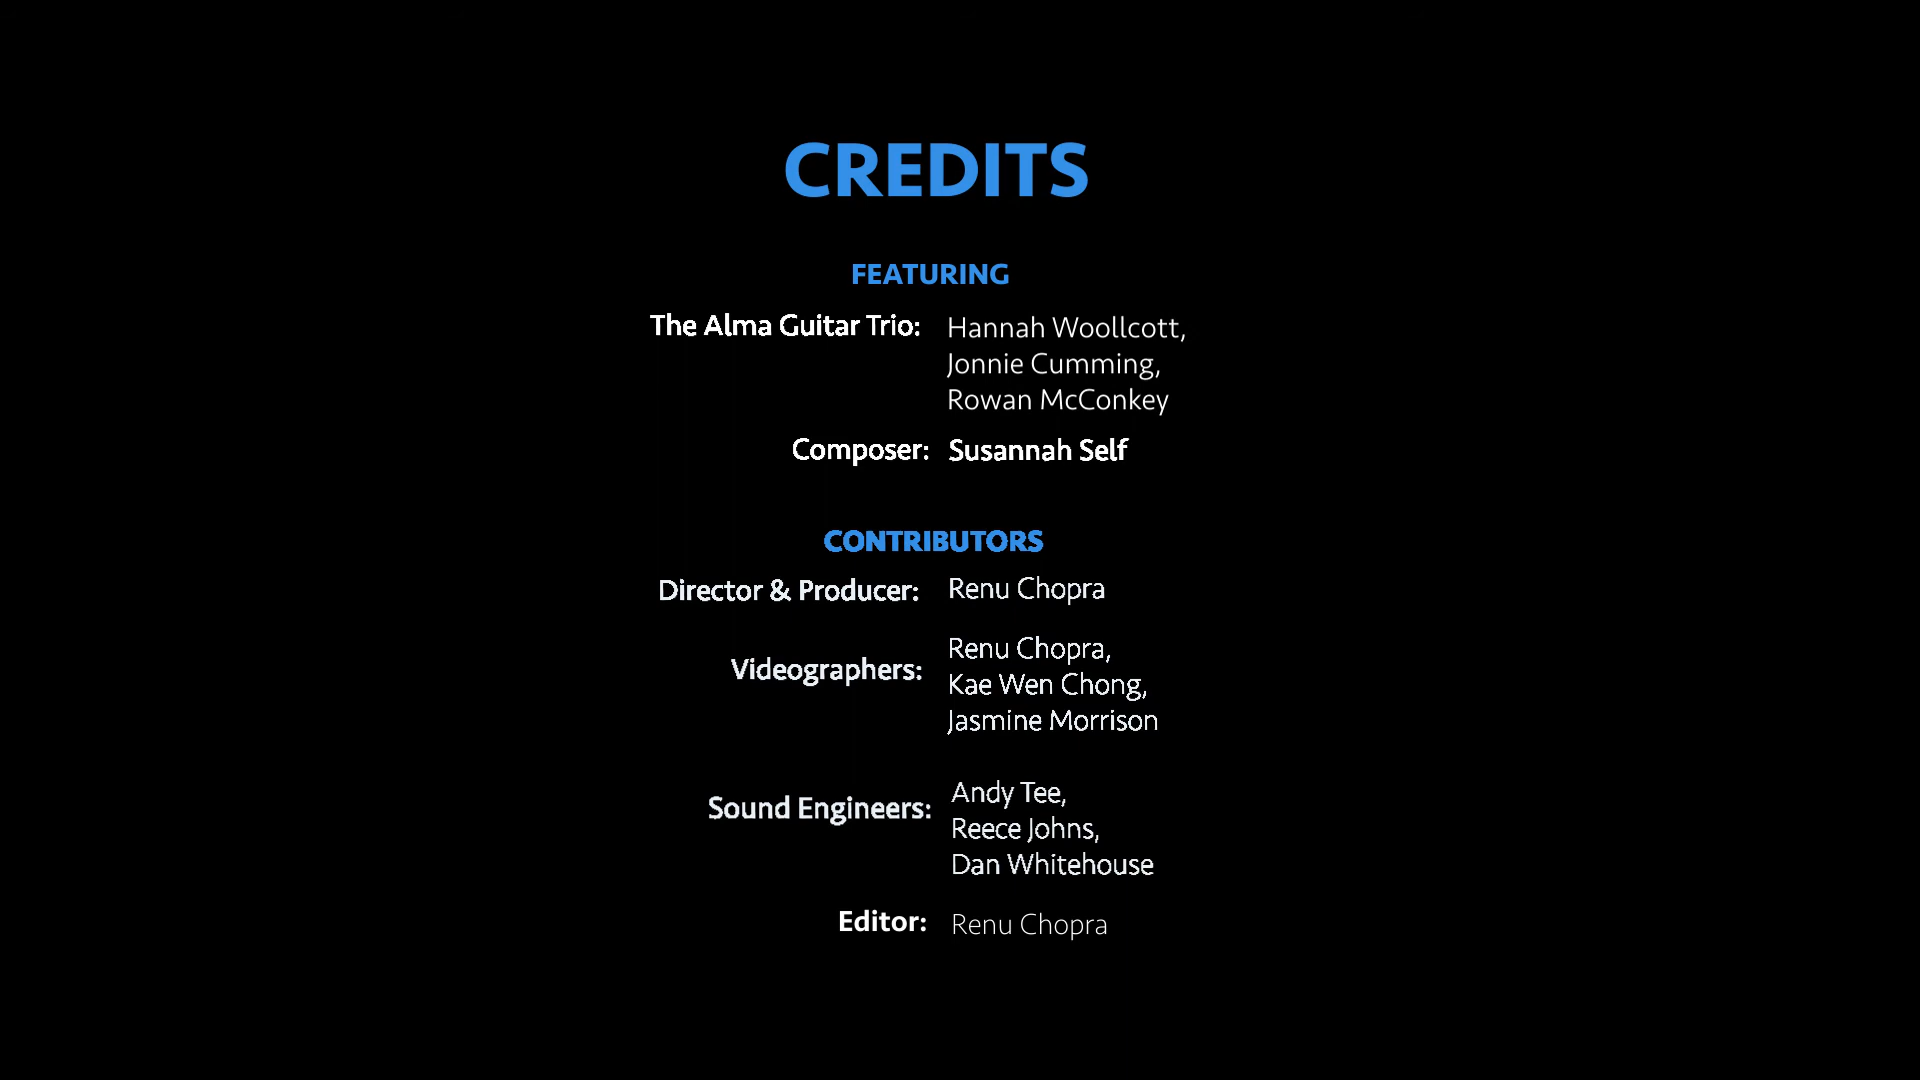 CREDITS
FEATURING
The Alma Guitar Trio: Hannah Woollcott,
Jonnie Cumming,
Rowan McConkey
Composer: Susannah Self
CONTRIBUTORS
Director & Producer: Renu Chopra
Videographers: Renu Chopra,
Kae Wen Chong,
Jasmine Morrison
Sound Engineers: Andy Tee,
Reece Johns,
Dan Whitehouse
Editor: Renu Chopra